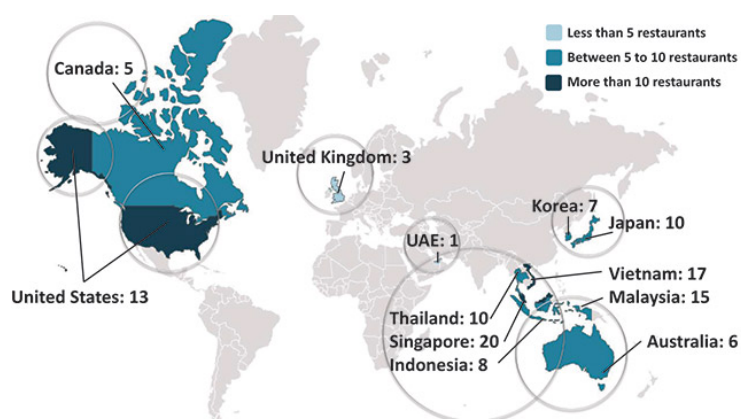 Less than 5 restaurants
Between 5 to 10 restaurants
More than 10 restaurants
Canada: 5
United Kingdom: 3
Korea: 7
Japan: 10
UAE: 1
Vietnam: 17
United States: 13
Malaysia: 15
Thailand: 10
Singapore: 20
Australia: 6
Indonesia: 8